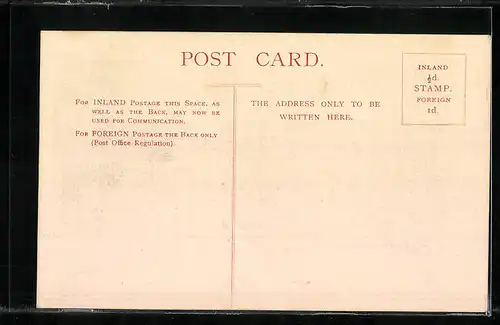 POST CARD.
For INLAND Postage this Space, as
well as the Back, may now be
used for Communication.
For FOREIGN Postage the Back only
(Post Office Regulation).
THE ADDRESS ONLY TO BE
WRITTEN HERE.
INLAND
½d.
STAMP.
FOREIGN
1d.